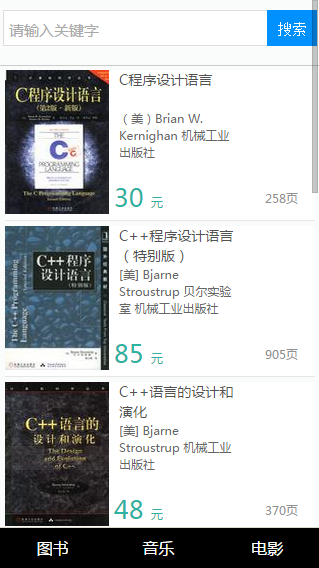 请输入关键字
搜索
C程序设计语言
（第2版·新版）
THE
C
PROGRAMMING
LANGUAGE
The C Programming Language
C程序设计语言
（美）Brian W.
Kernighan 机械工业
出版社
30 元
258页
C++程序
设计语言
（特别版）
The C++ Programming
Language
C++程序设计语言
（特别版）
[美] Bjarne
Stroustrup 贝尔实验
室 机械工业出版社
85 元
905页
C++语言的
设计和演化
The Design
and Evolution
of C++
C++语言的设计和
演化
[美] Bjarne
Stroustrup 机械工业
出版社
48 元
370页
图书
音乐
电影